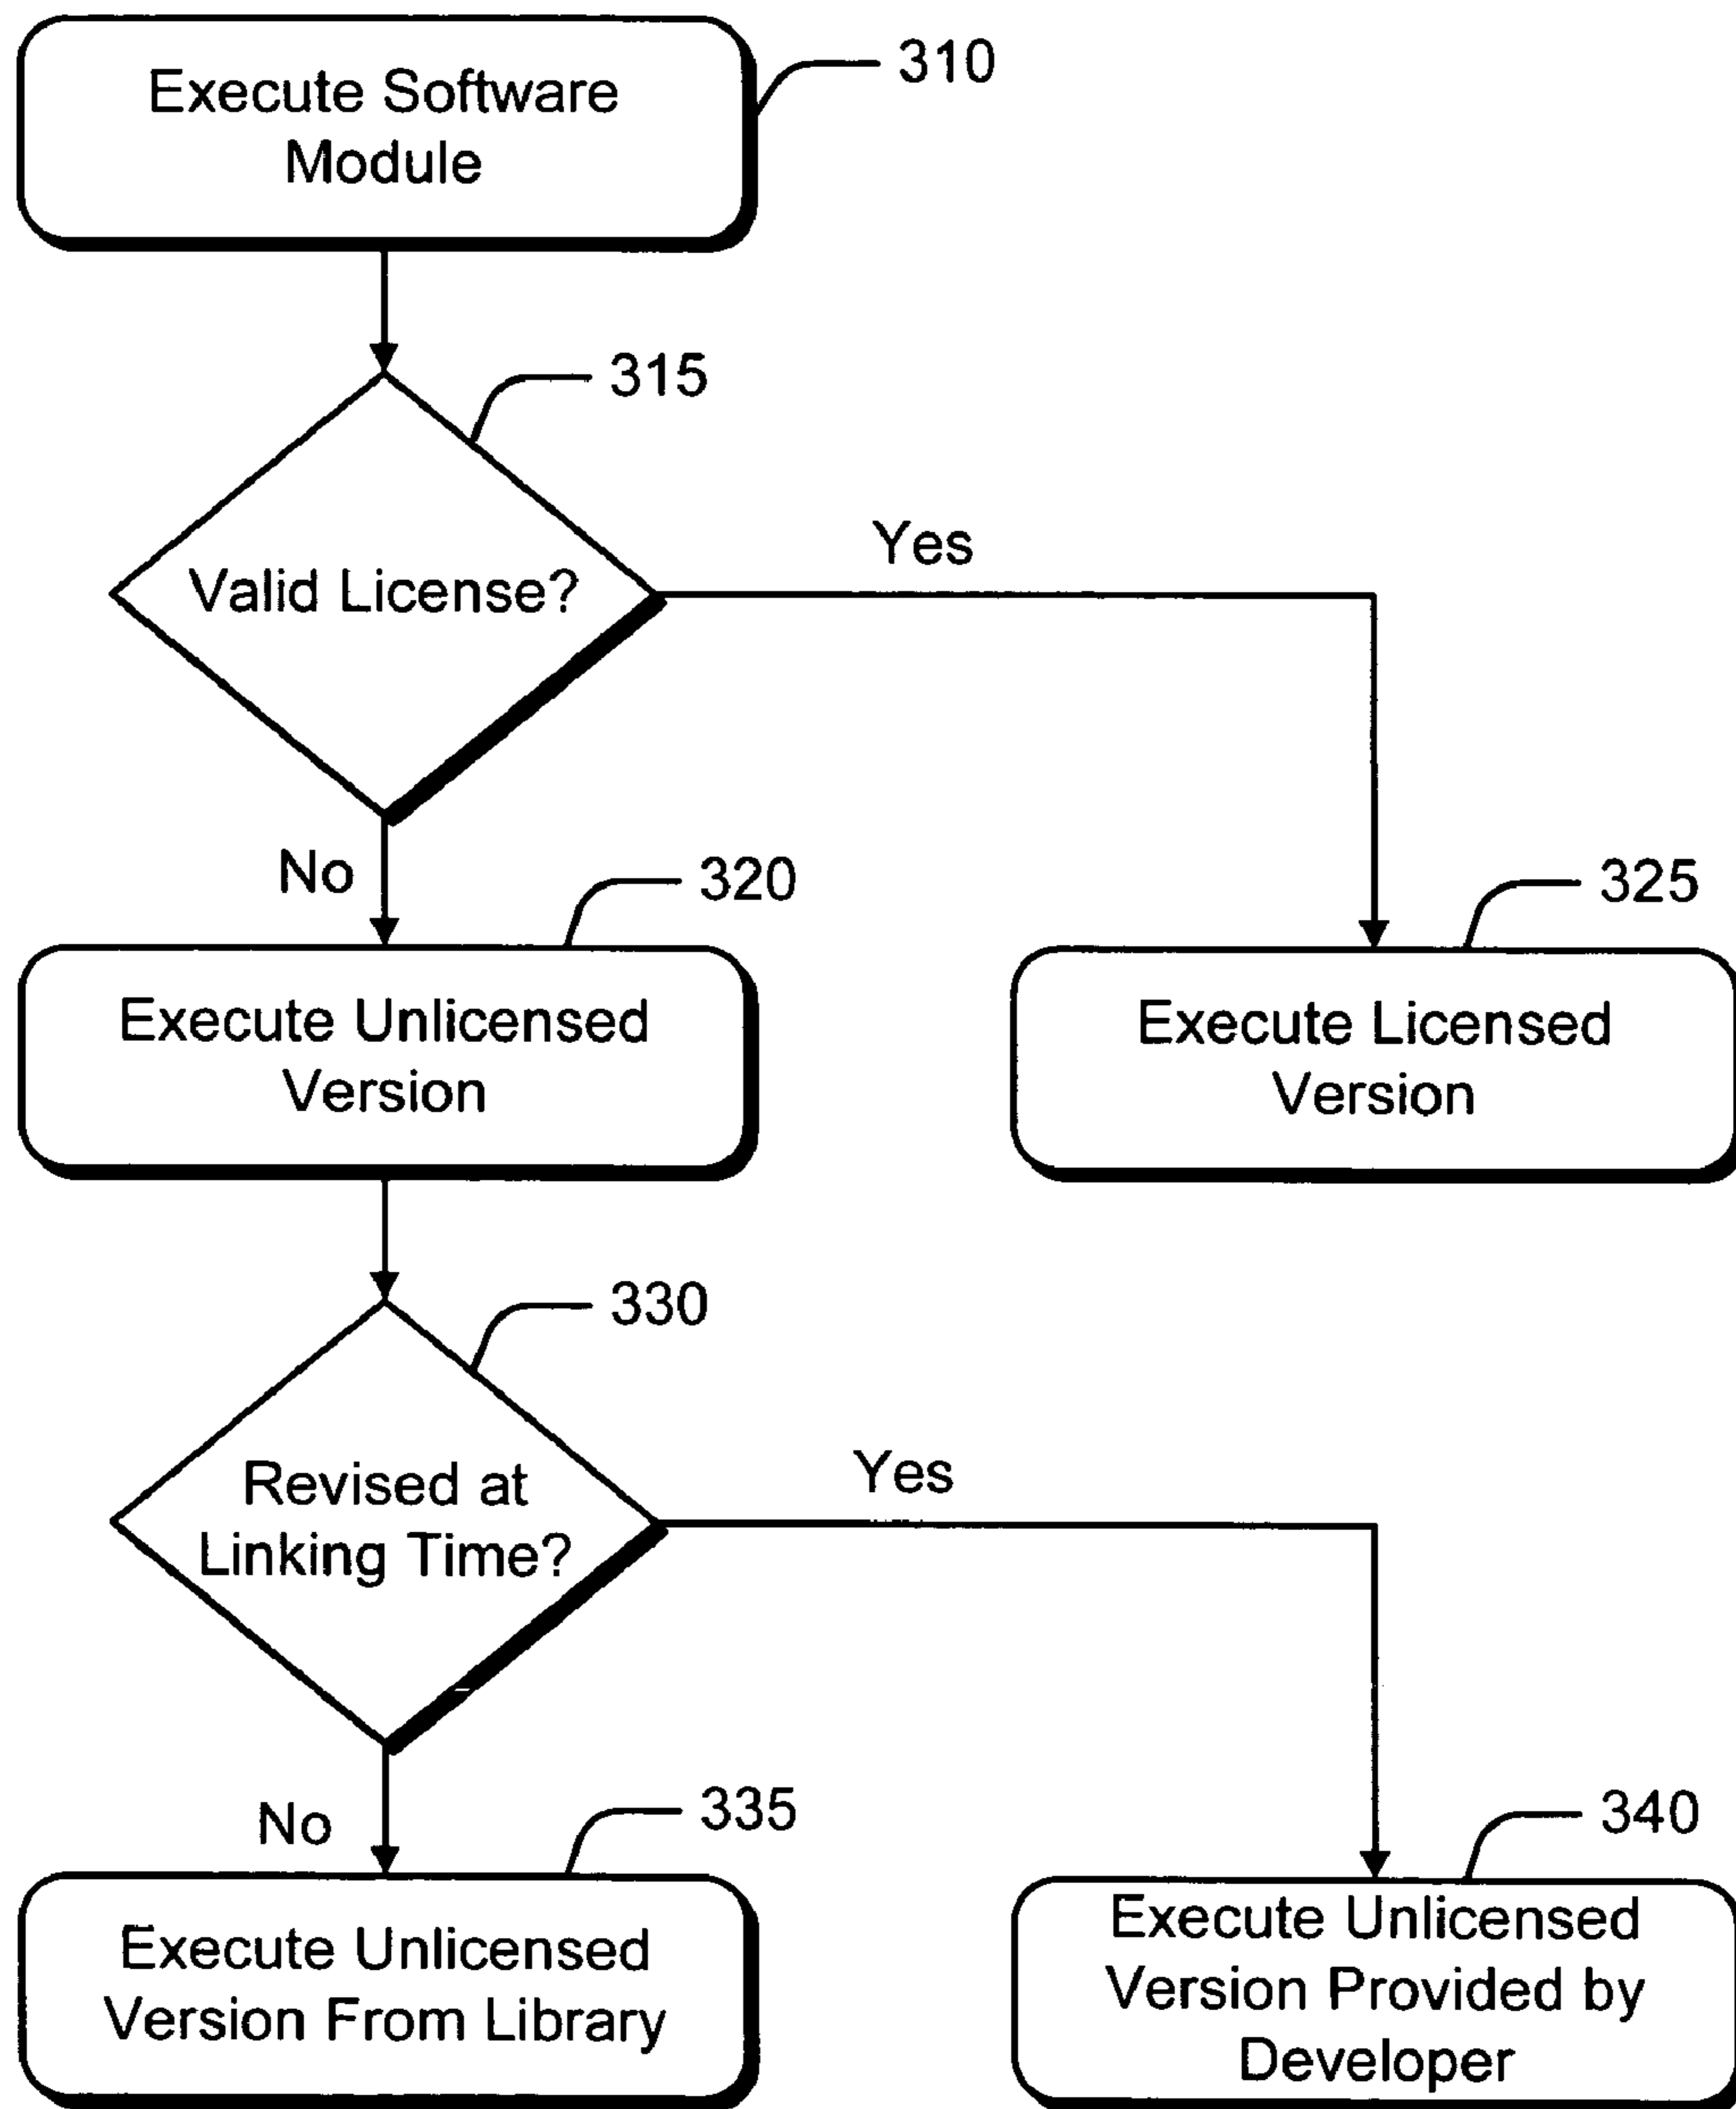 Execute Software
Module
310
315
Valid License?
Yes
No
320
325
Execute Unlicensed
Version
Execute Licensed
Version
330
Revised at
Linking Time?
Yes
No
335
340
Execute Unlicensed
Version From Library
Execute Unlicensed
Version Provided by
Developer